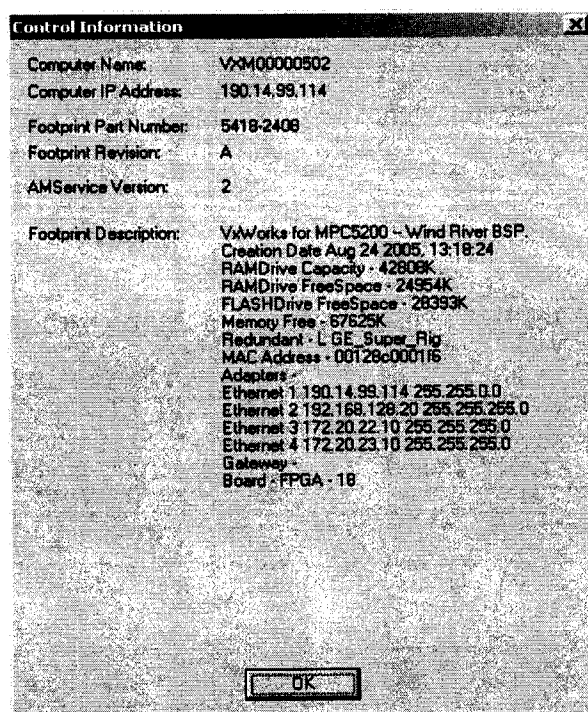 Control Information
Computer Name: VXM00000502
Computer IP Address: 190.14.99.114
Footprint Part Number: 5418-2408
Footprint Revision: A
AMService Version: 2
Footprint Description: VxWorks for MPC5200 - Wind River BSP.
Creation Date Aug 24 2005, 13:18:24
RAMDrive Capacity - 42808K
RAMDrive FreeSpace - 24954K
FLASHDrive FreeSpace - 28393K
Memory Free - 67625K
Redundant - L GE_Super_Rig
MAC Address - 00128c0001f6
Adapters -
Ethernet 1 190.14.99.114 255.255.0.0
Ethernet 2 192.168.128.20 255.255.255.0
Ethernet 3 172.20.22.10 255.255.255.0
Ethernet 4 172.20.23.10 255.255.255.0
Gateway -
Board - FPGA - 18
OK